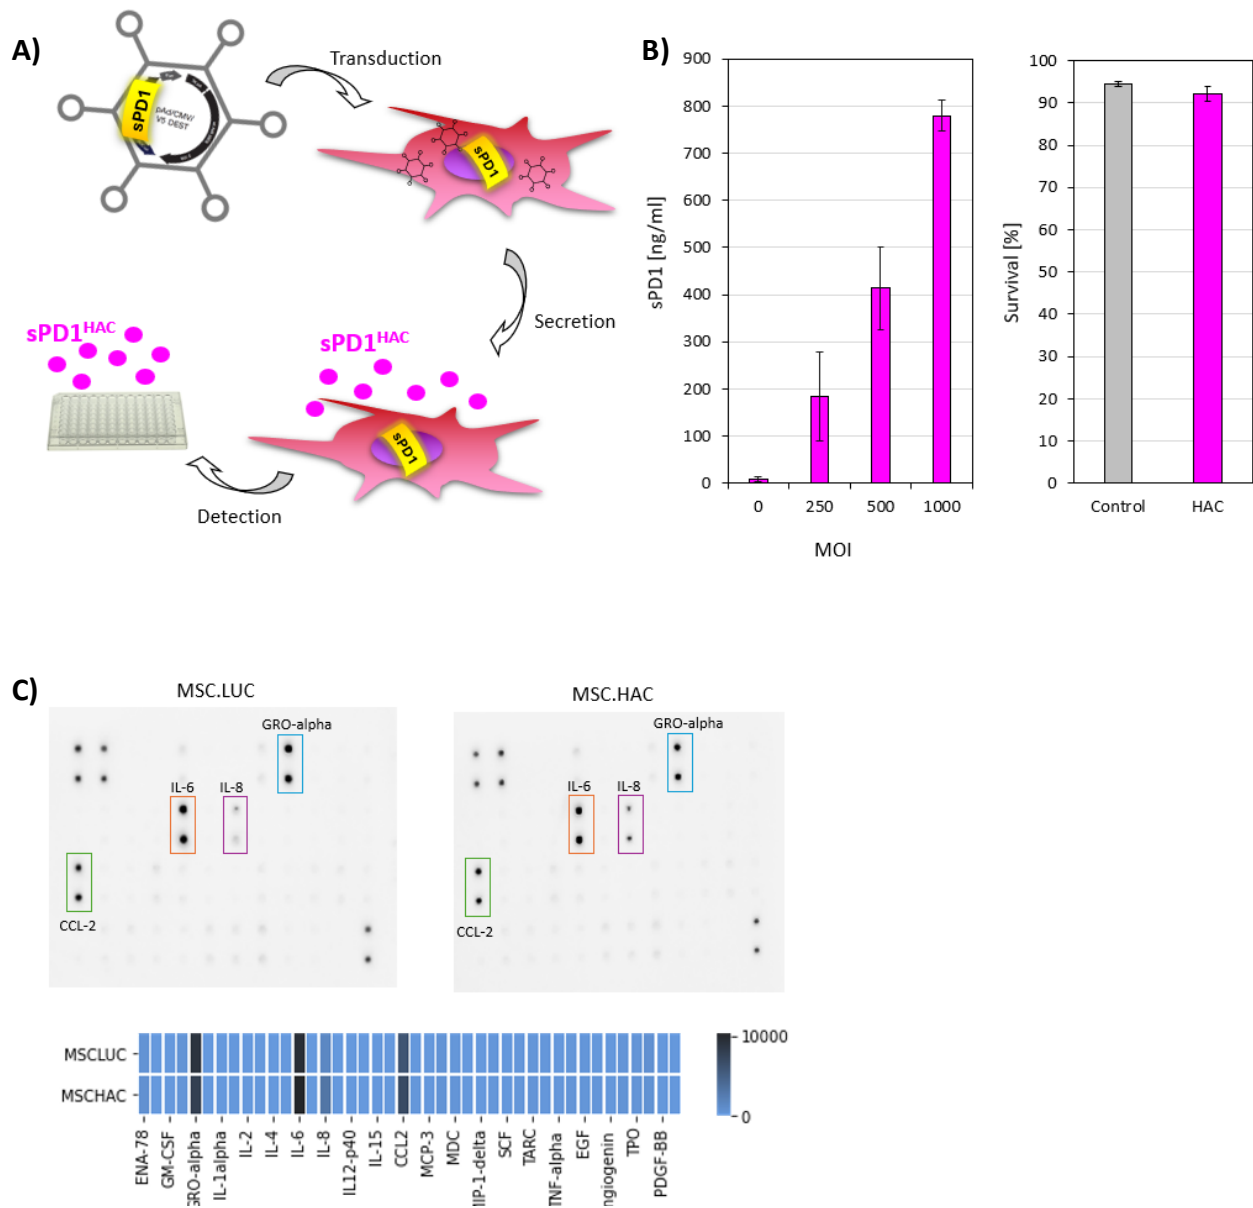 A)
Transduction
sPD1
pAd/CMV/
V5 DEST
sPD1
Secretion
sPD1HAC
sPD1HAC
sPD1
Detection
B)
900
800
700
600
500
400
300
200
100
0
sPD1 [ng/ml]
0 250 500 1000
MOI
100
90
80
70
60
50
40
30
20
10
0
Survival [%]
Control HAC
C)
MSC.LUC
GRO-alpha
IL-6 IL-8
CCL-2
MSC.HAC
GRO-alpha
IL-6 IL-8
CCL-2
MSCLUC
MSCHAC
10000
0
ENA-78
GM-CSF
GRO-alpha
IL-1alpha
IL-2
IL-4
IL-6
IL-8
IL12-p40
IL-15
CCL2
MCP-3
MDC
MIP-1-delta
SCF
TARC
TNF-alpha
EGF
ngiogenin
TPO
PDGF-BB